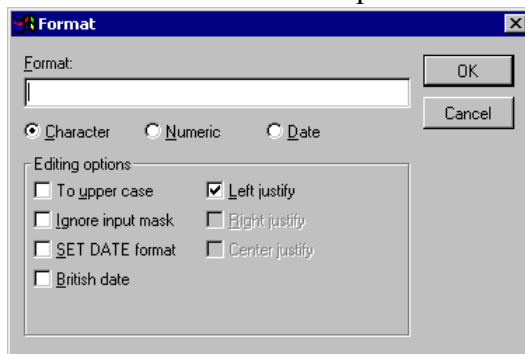 Format
Format:
OK
Cancel
Character Numeric Date
Editing options
To upper case Left justify
Ignore input mask Right justify
SET DATE format Center justify
British date